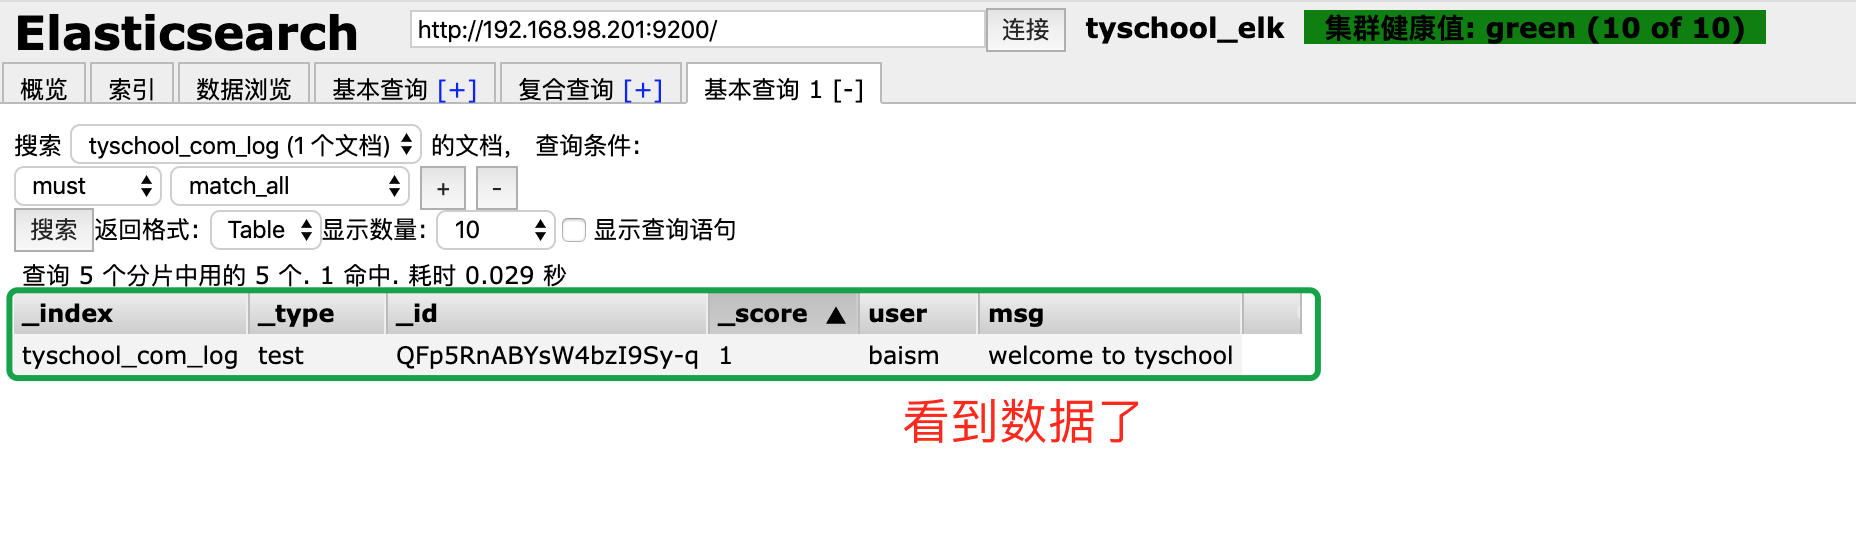 Elasticsearch http://192.168.98.201:9200/ 连接 tyschool_elk 集群健康值: green (10 of 10)
概览 索引 数据浏览 基本查询 [+] 复合查询 [+] 基本查询 1 [-]
搜索 tyschool_com_log (1 个文档) 的文档， 查询条件：
must match_all + -
搜索 返回格式： Table 显示数量： 10 显示查询语句
查询 5 个分片中用的 5 个. 1 命中. 耗时 0.029 秒
_index _type _id _score ▲ user msg
tyschool_com_log test QFp5RnABYsW4bzI9Sy-q 1 baism welcome to tyschool
看到数据了